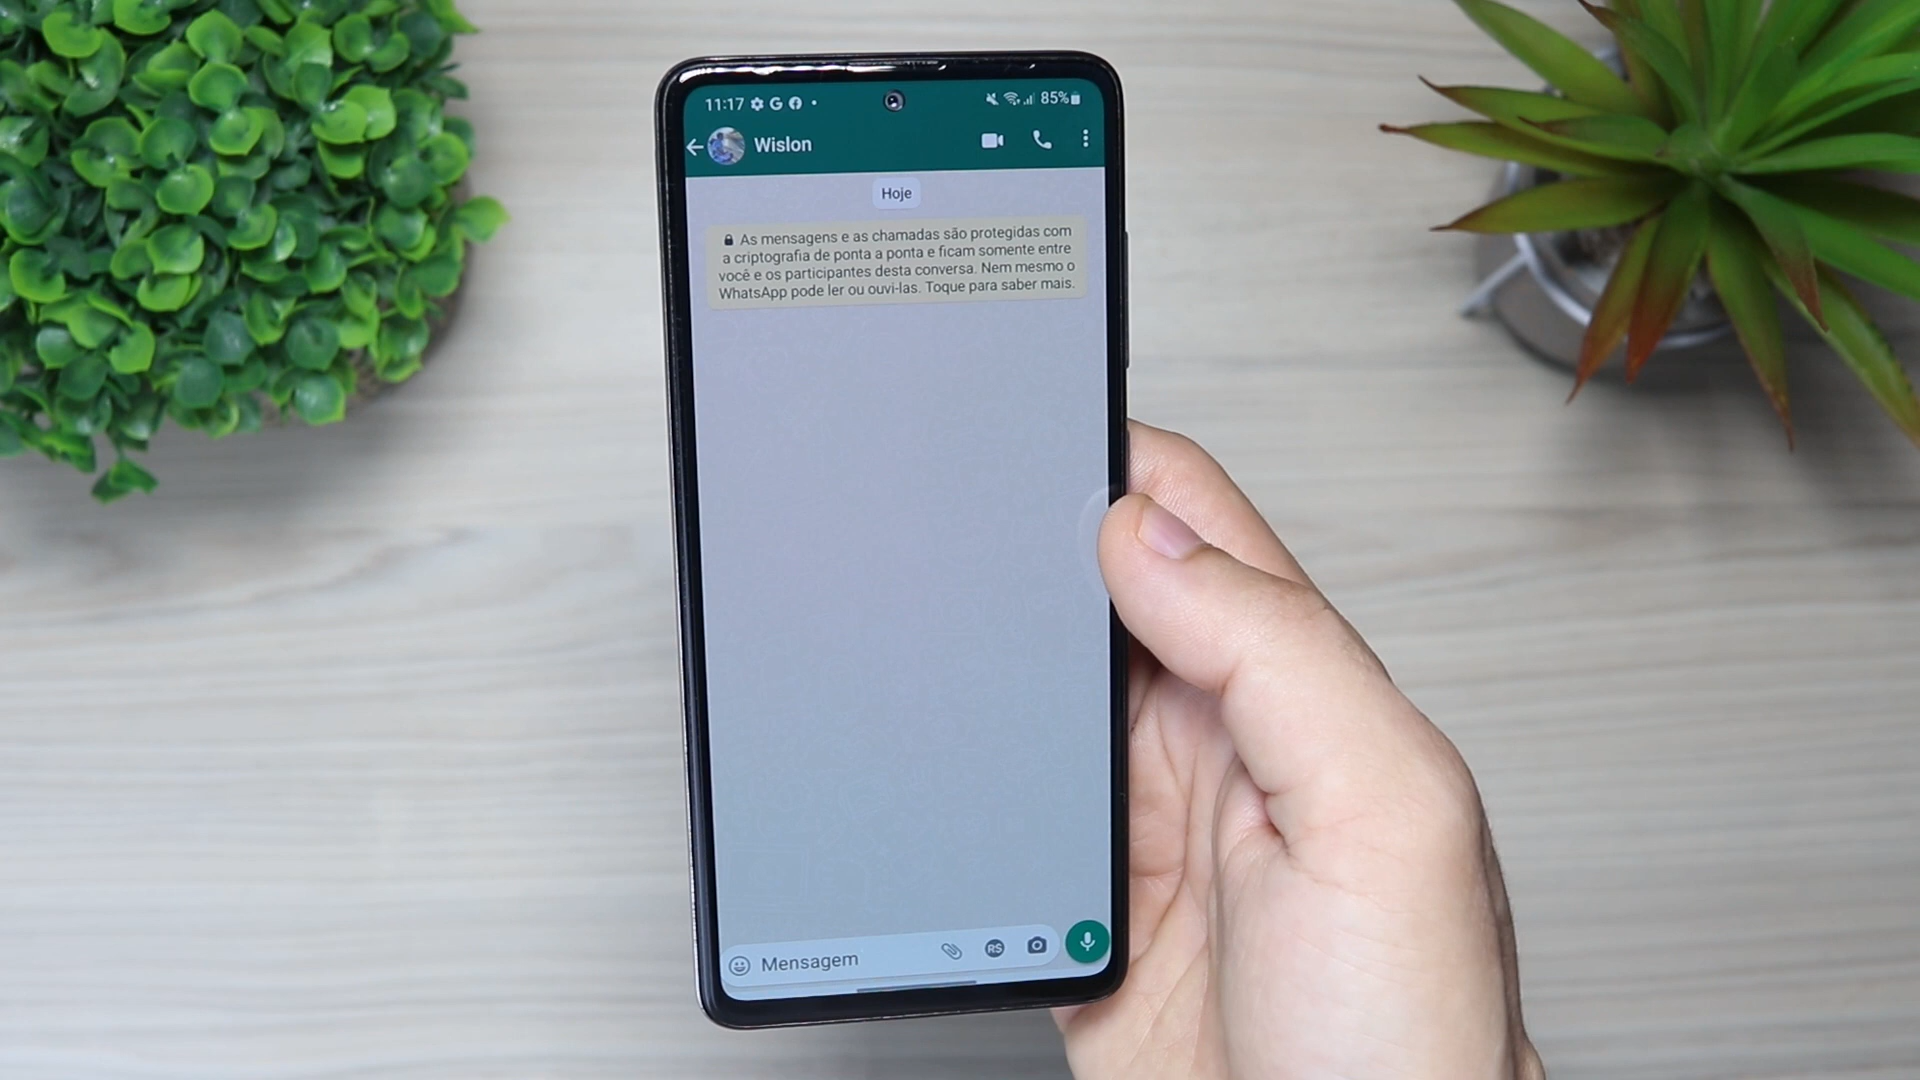 11:17
85%
Wislon
Hoje
As mensagens e as chamadas são protegidas com
a criptografia de ponta a ponta e ficam somente entre
você e os participantes desta conversa. Nem mesmo o
WhatsApp pode ler ou ouvi-las. Toque para saber mais.
Mensagem
R$